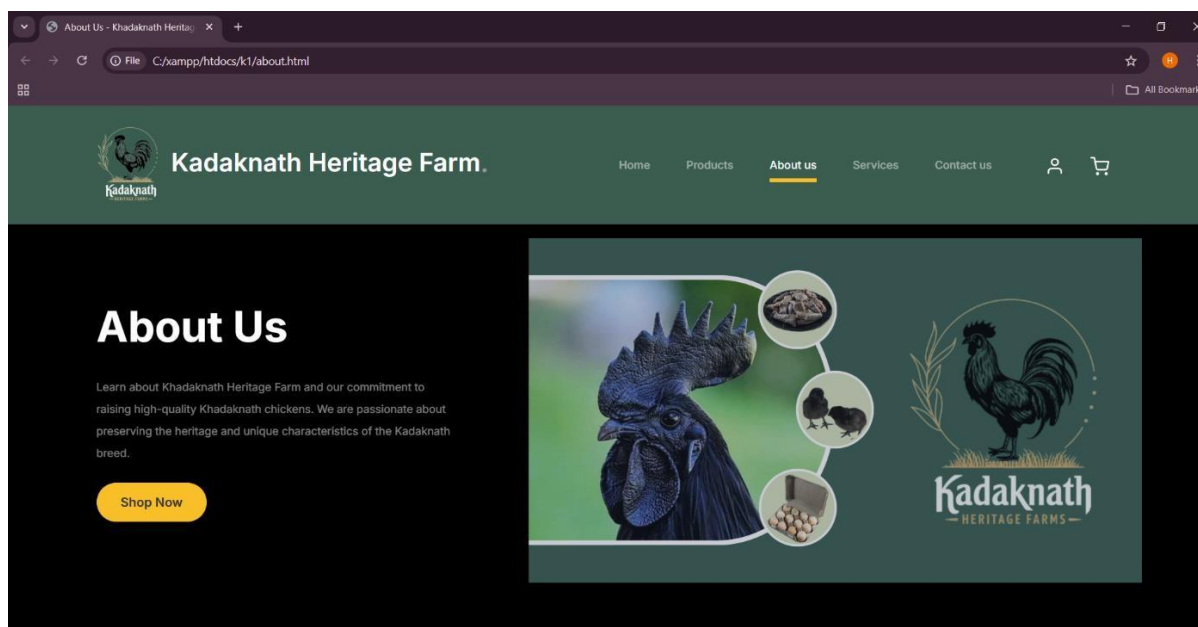 About Us - Khadaknath Heritag
File C:/xampp/htdocs/k1/about.html
H
All Bookmark
Kadaknath
HERITAGE FARMS
Kadaknath Heritage Farm.
Home Products About us Services Contact us
About Us
Learn about Khadaknath Heritage Farm and our commitment to
raising high-quality Khadaknath chickens. We are passionate about
preserving the heritage and unique characteristics of the Kadaknath
breed.
Shop Now
Kadaknath
HERITAGE FARMS